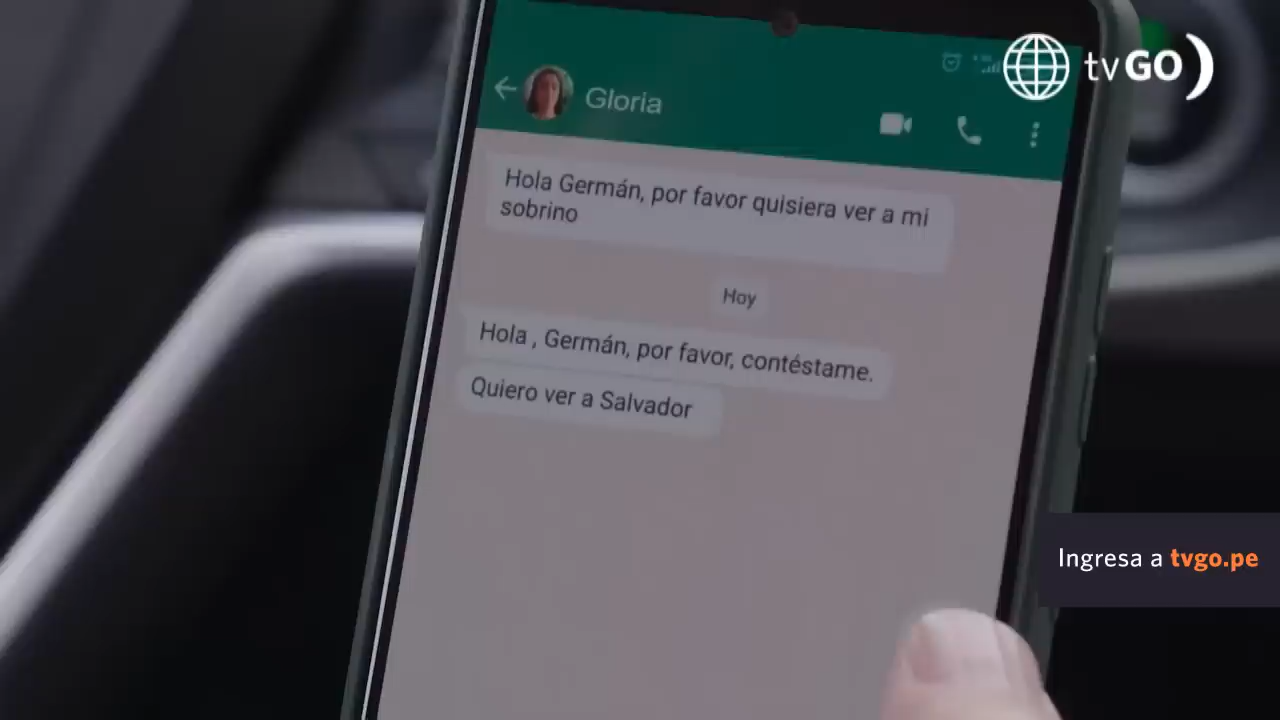 tvGO
Gloria
Hola Germán, por favor quisiera ver a mi
sobrino
Hoy
Hola , Germán, por favor, contéstame.
Quiero ver a Salvador
Ingresa a tvgo.pe